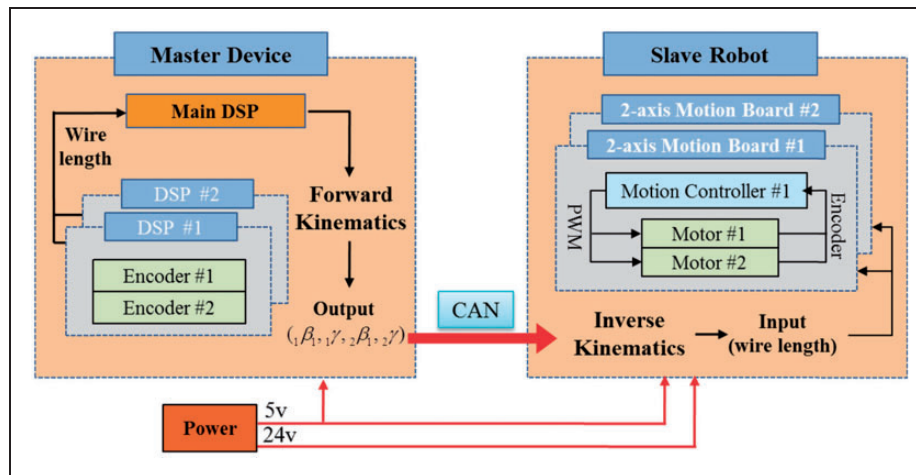 Master Device
Main DSP
Wire
length
DSP #2
DSP #1
Encoder #1
Encoder #2
Forward
Kinematics
Output
(₁β₁,₁γ,₂β₁,₂γ)
CAN
Slave Robot
2-axis Motion Board #2
2-axis Motion Board #1
Motion Controller #1
PWM
Motor #1
Motor #2
Encoder
Inverse
Kinematics
Input
(wire length)
Power
5v
24v